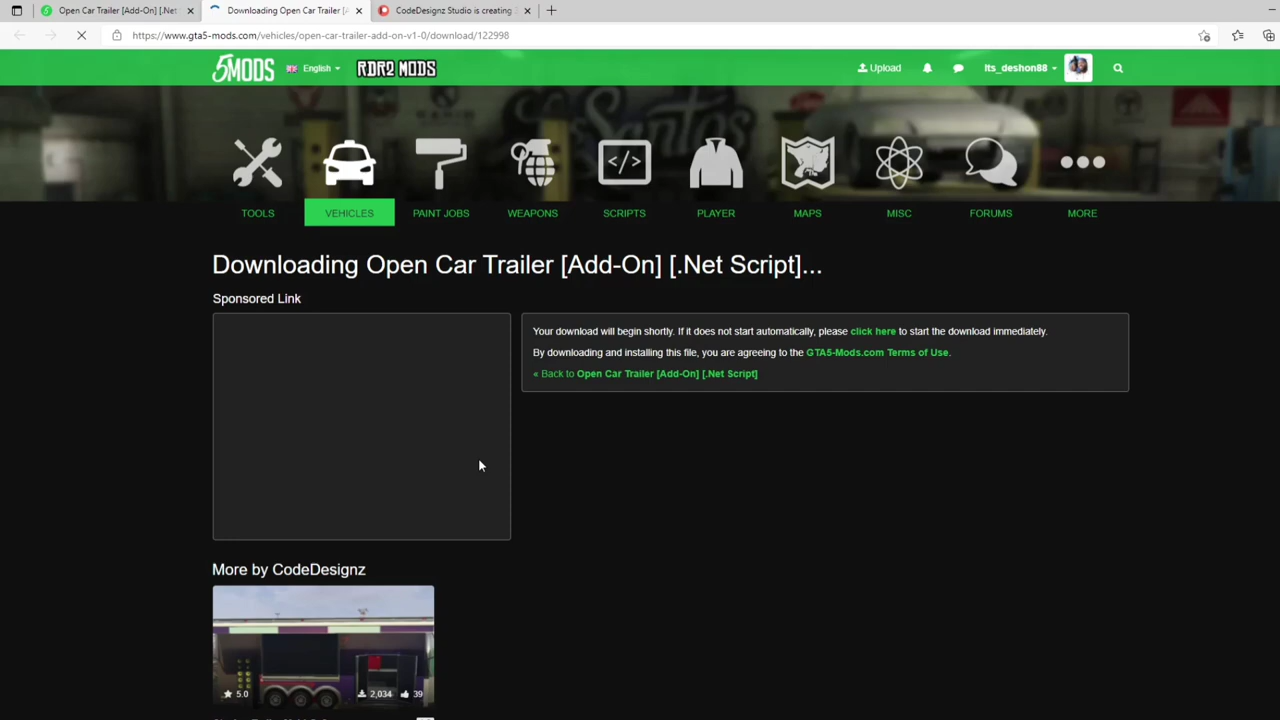 Open Car Trailer [Add-On] [.Net
Downloading Open Car Trailer [
CodeDesignz Studio is creating
https://www.gta5-mods.com/vehicles/open-car-trailer-add-on-v1-0/download/122998
5MODS
English
RDR2 MODS
Upload
Its_deshon88
TOOLS
VEHICLES
PAINT JOBS
WEAPONS
SCRIPTS
PLAYER
MAPS
MISC
FORUMS
MORE
Downloading Open Car Trailer [Add-On] [.Net Script]...
Sponsored Link
Your download will begin shortly. If it does not start automatically, please click here to start the download immediately.
By downloading and installing this file, you are agreeing to the GTA5-Mods.com Terms of Use.
« Back to Open Car Trailer [Add-On] [.Net Script]
More by CodeDesignz
5.0
2,034
39